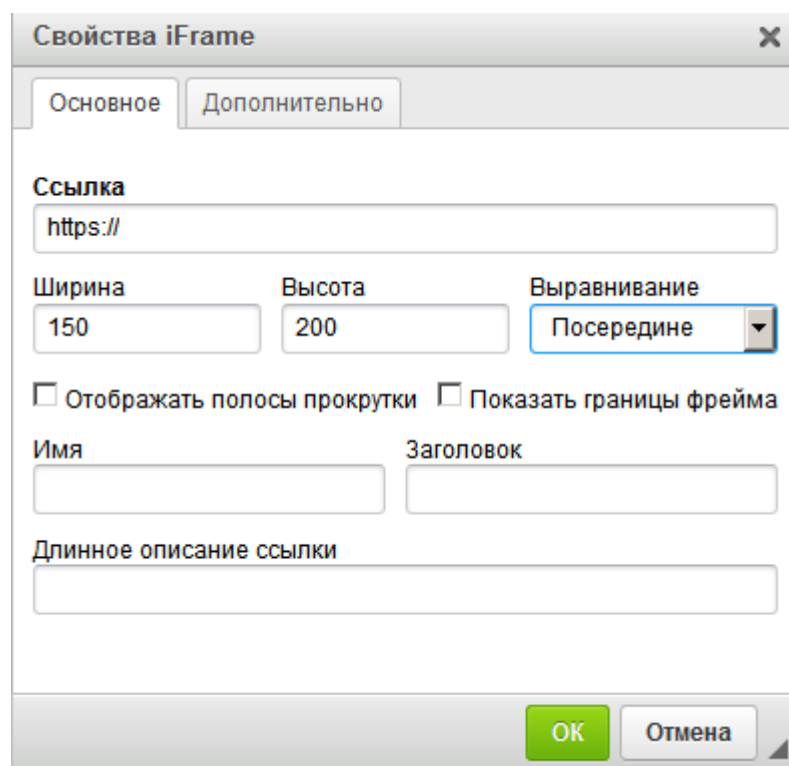 Свойства iFrame
Основное Дополнительно
Ссылка
https://
Ширина Высота Выравнивание
150 200 Посередине
Отображать полосы прокрутки Показать границы фрейма
Имя Заголовок
Длинное описание ссылки
ОК Отмена